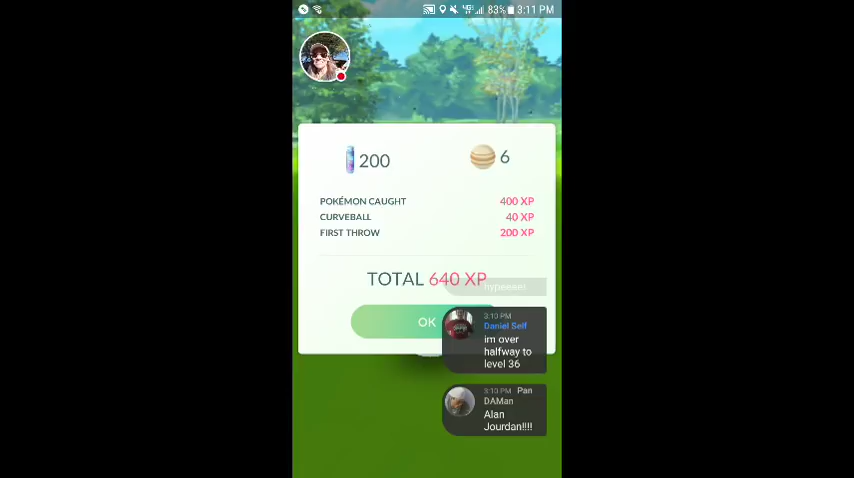 83% 3:11 PM
200 6
POKÉMON CAUGHT 400 XP
CURVEBALL 40 XP
FIRST THROW 200 XP
TOTAL 640 XP
OK
3:10 PM
Daniel Self
im over
halfway to
level 36
3:10 PM Pan
DAMan
Alan
Jourdan!!!!